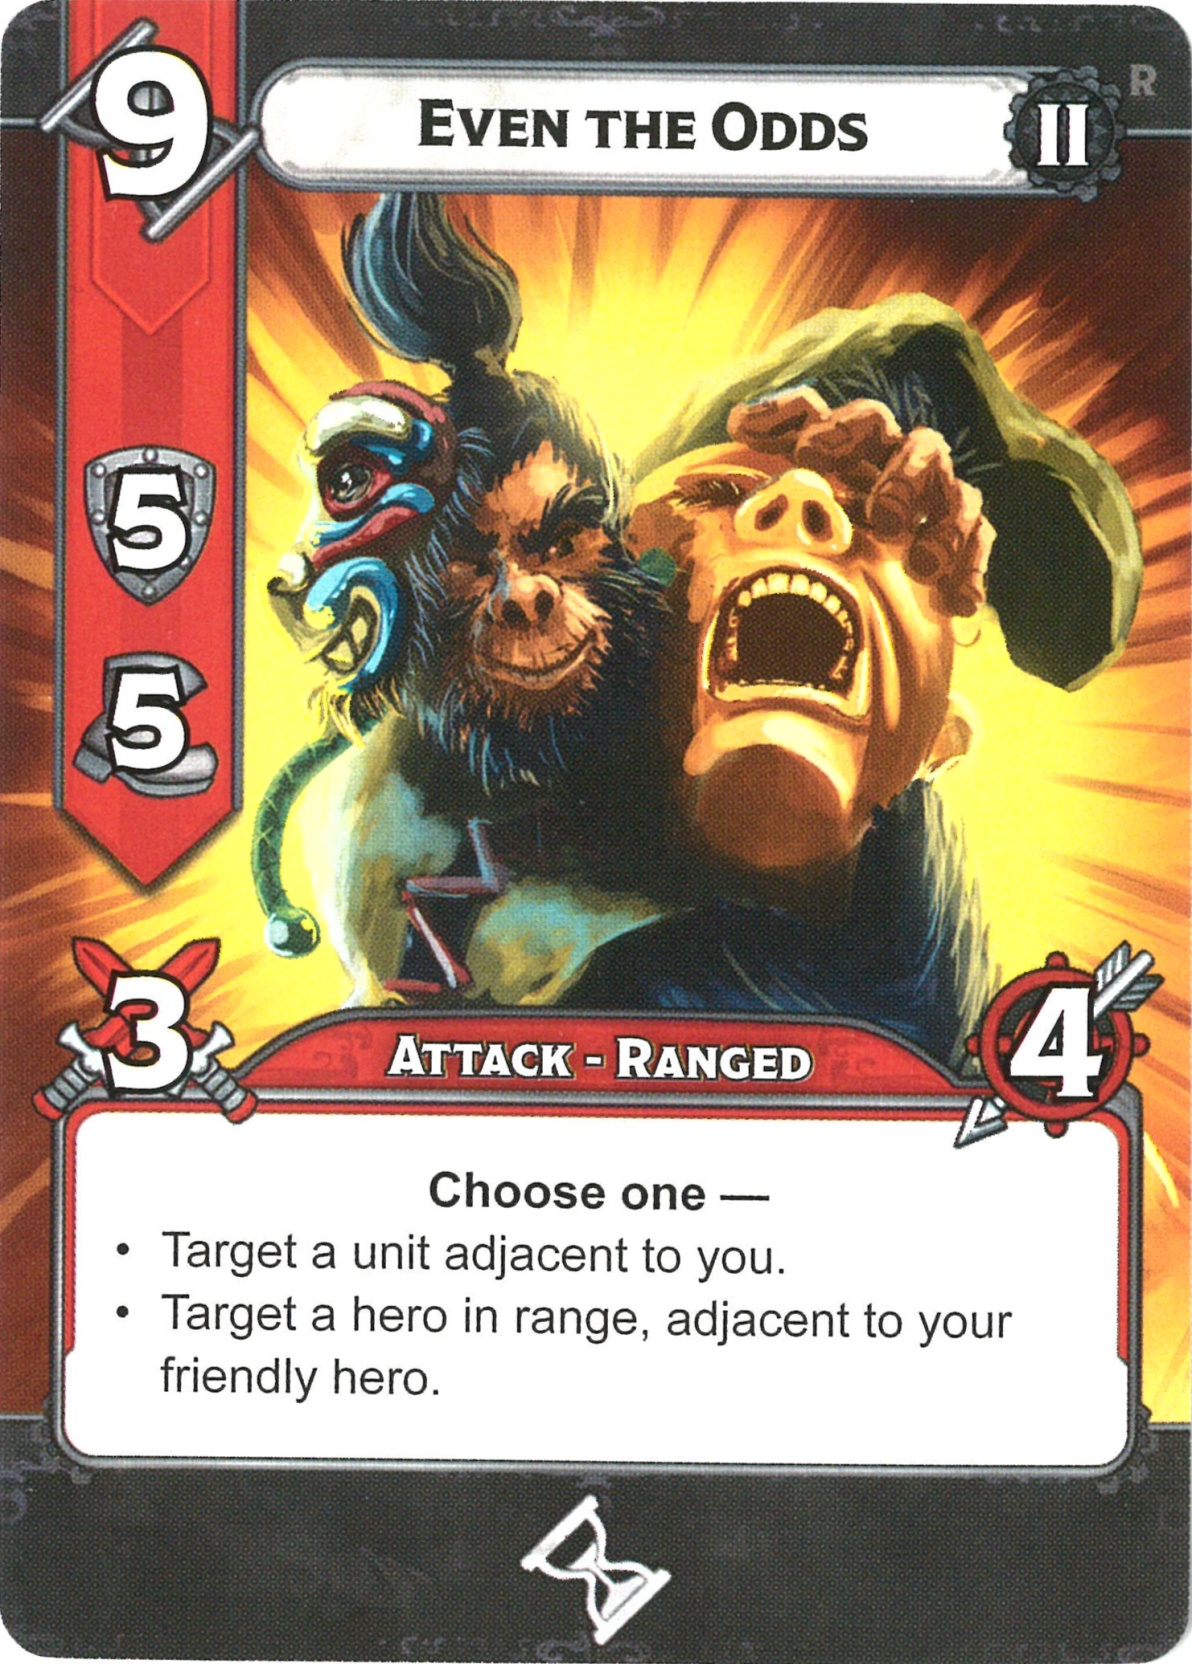 9
EVEN THE ODDS
II
R
5
5
3
ATTACK - RANGED
4
Choose one —
• Target a unit adjacent to you.
• Target a hero in range, adjacent to your
friendly hero.